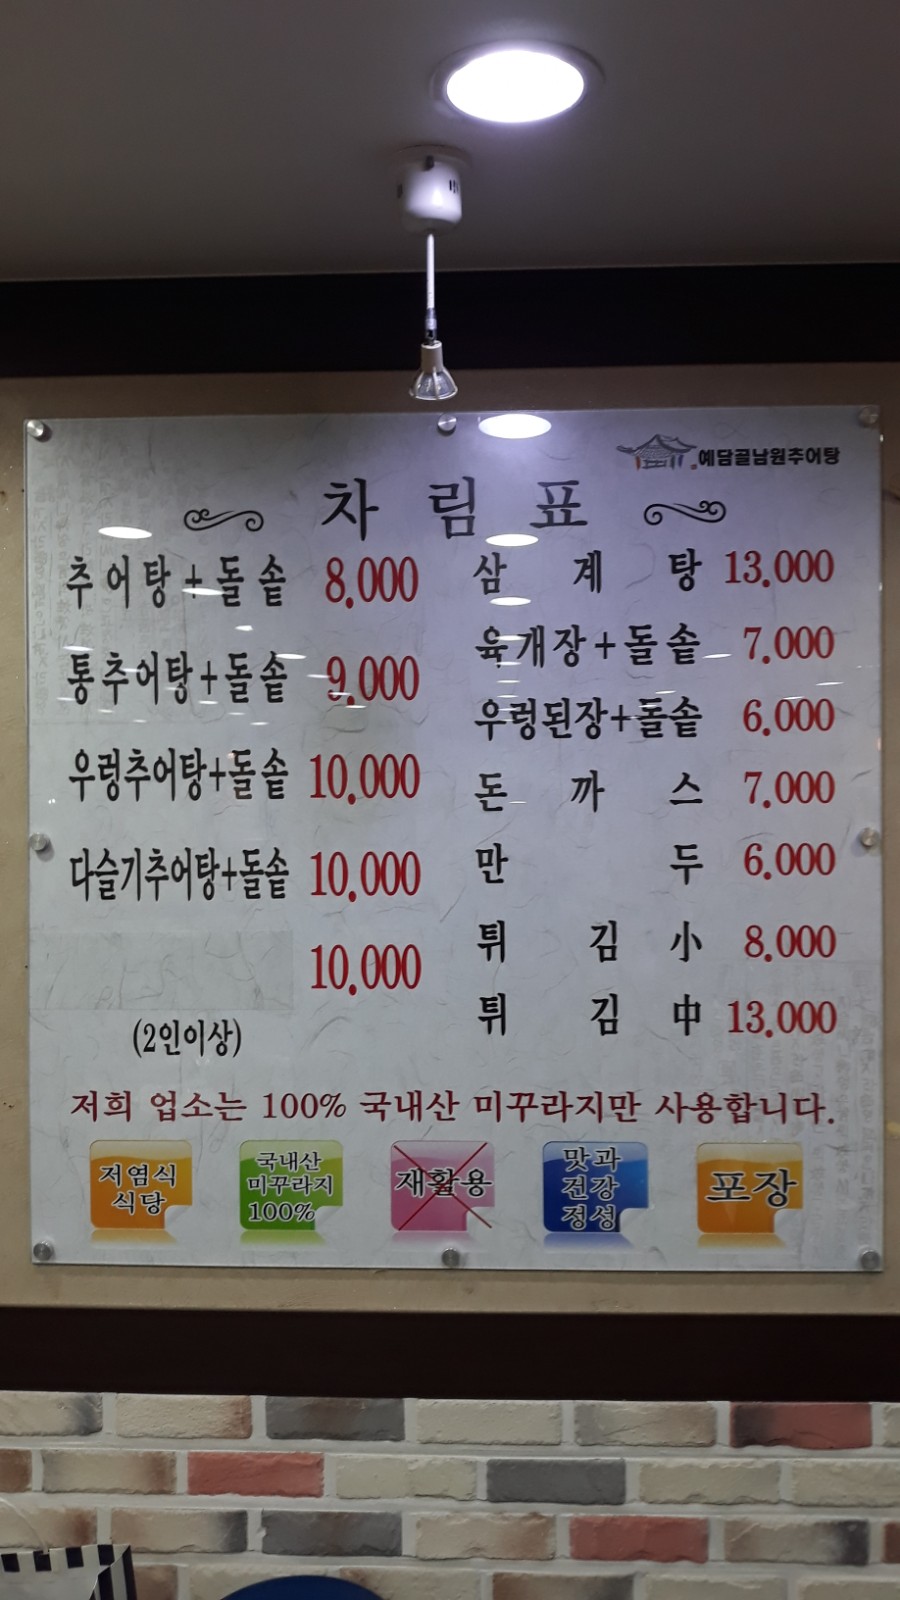 예담골남원추어탕
차림표
추어탕+돌솥 8,000
통추어탕+돌솥 9,000
우렁추어탕+돌솥 10,000
다슬기추어탕+돌솥 10,000
10,000
(2인이상)
삼계탕 13,000
육개장+돌솥 7,000
우렁된장+돌솥 6,000
돈까스 7,000
만두 6,000
튀김小 8,000
튀김中 13,000
저희 업소는 100% 국내산 미꾸라지만 사용합니다.
저염식
식당
국내산
미꾸라지
100%
재활용
맛과
건강
정성
포장